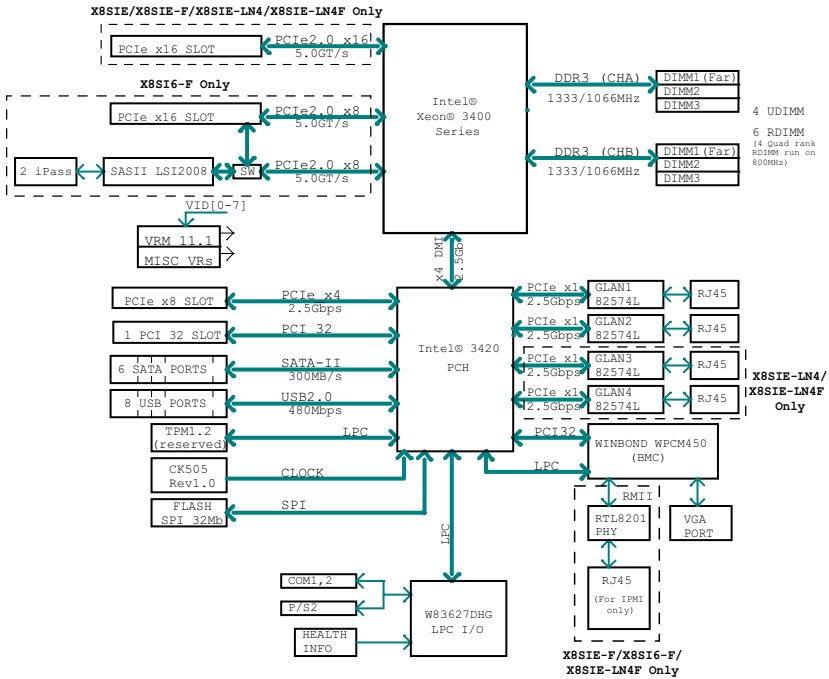 X8SIE/X8SIE-F/X8SIE-LN4/X8SIE-LN4F Only
PCIe x16 SLOT
PCIe2.0 x16
5.0GT/s
X8SI6-F Only
PCIe x16 SLOT
PCIe2.0 x8
5.0GT/s
2 iPass
SASII LSI2008
SW
PCIe2.0 x8
5.0GT/s
Intel®
Xeon® 3400
Series
DDR3 (CHA)
1333/1066MHz
DIMM1(Far)
DIMM2
DIMM3
DDR3 (CHB)
1333/1066MHz
DIMM1(Far)
DIMM2
DIMM3
4 UDIMM
6 RDIMM
(4 Quad rank
RDIMM run on
800MHz)
VID[0-7]
VRM 11.1
MISC VRs
x4 DMI
2.5Gb
PCIe x8 SLOT
PCIe x4
2.5Gbps
1 PCI 32 SLOT
PCI 32
6 SATA PORTS
SATA-II
300MB/s
8 USB PORTS
USB2.0
480Mbps
TPM1.2
(reserved)
LPC
CK505
Rev1.0
CLOCK
FLASH
SPI 32Mb
SPI
Intel® 3420
PCH
PCIe x1
2.5Gbps
GLAN1
82574L
RJ45
PCIe x1
2.5Gbps
GLAN2
82574L
RJ45
PCIe x1
2.5Gbps
GLAN3
82574L
RJ45
PCIe x1
2.5Gbps
GLAN4
82574L
RJ45
X8SIE-LN4/
X8SIE-LN4F
Only
PCI32
LPC
WINBOND WPCM450
(BMC)
RMII
RTL8201
PHY
VGA
PORT
RJ45
(For IPMI
only)
X8SIE-F/X8SI6-F/
X8SIE-LN4F Only
LPC
COM1,2
P/S2
HEALTH
INFO
W83627DHG
LPC I/O